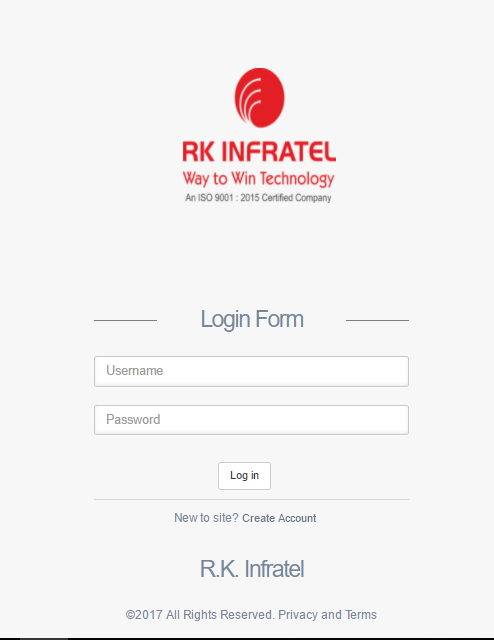 RK INFRATEL
Way to Win Technology
An ISO 9001 : 2015 Certified Company
Login Form
Username
Password
Log in
New to site? Create Account
R.K. Infratel
©2017 All Rights Reserved. Privacy and Terms